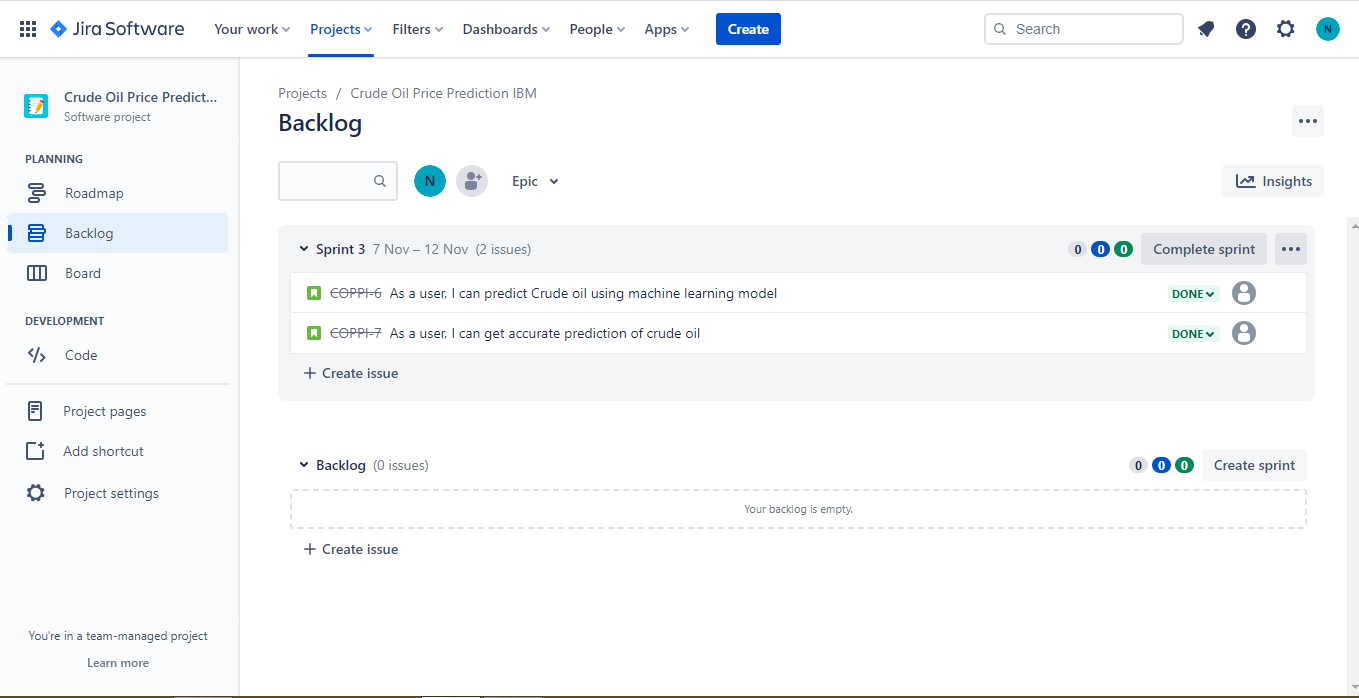 Jira Software Your work Projects Filters Dashboards People Apps Create Search N
Crude Oil Price Predict...
Software project
PLANNING
Roadmap
Backlog
Board
DEVELOPMENT
Code
Project pages
Add shortcut
Project settings
You're in a team-managed project
Learn more
Projects / Crude Oil Price Prediction IBM
Backlog
N Epic Insights
Sprint 3 7 Nov – 12 Nov (2 issues) 0 0 0 Complete sprint
COPPI-6 As a user, I can predict Crude oil using machine learning model DONE
COPPI-7 As a user, I can get accurate prediction of crude oil DONE
+ Create issue
Backlog (0 issues) 0 0 0 Create sprint
Your backlog is empty.
+ Create issue